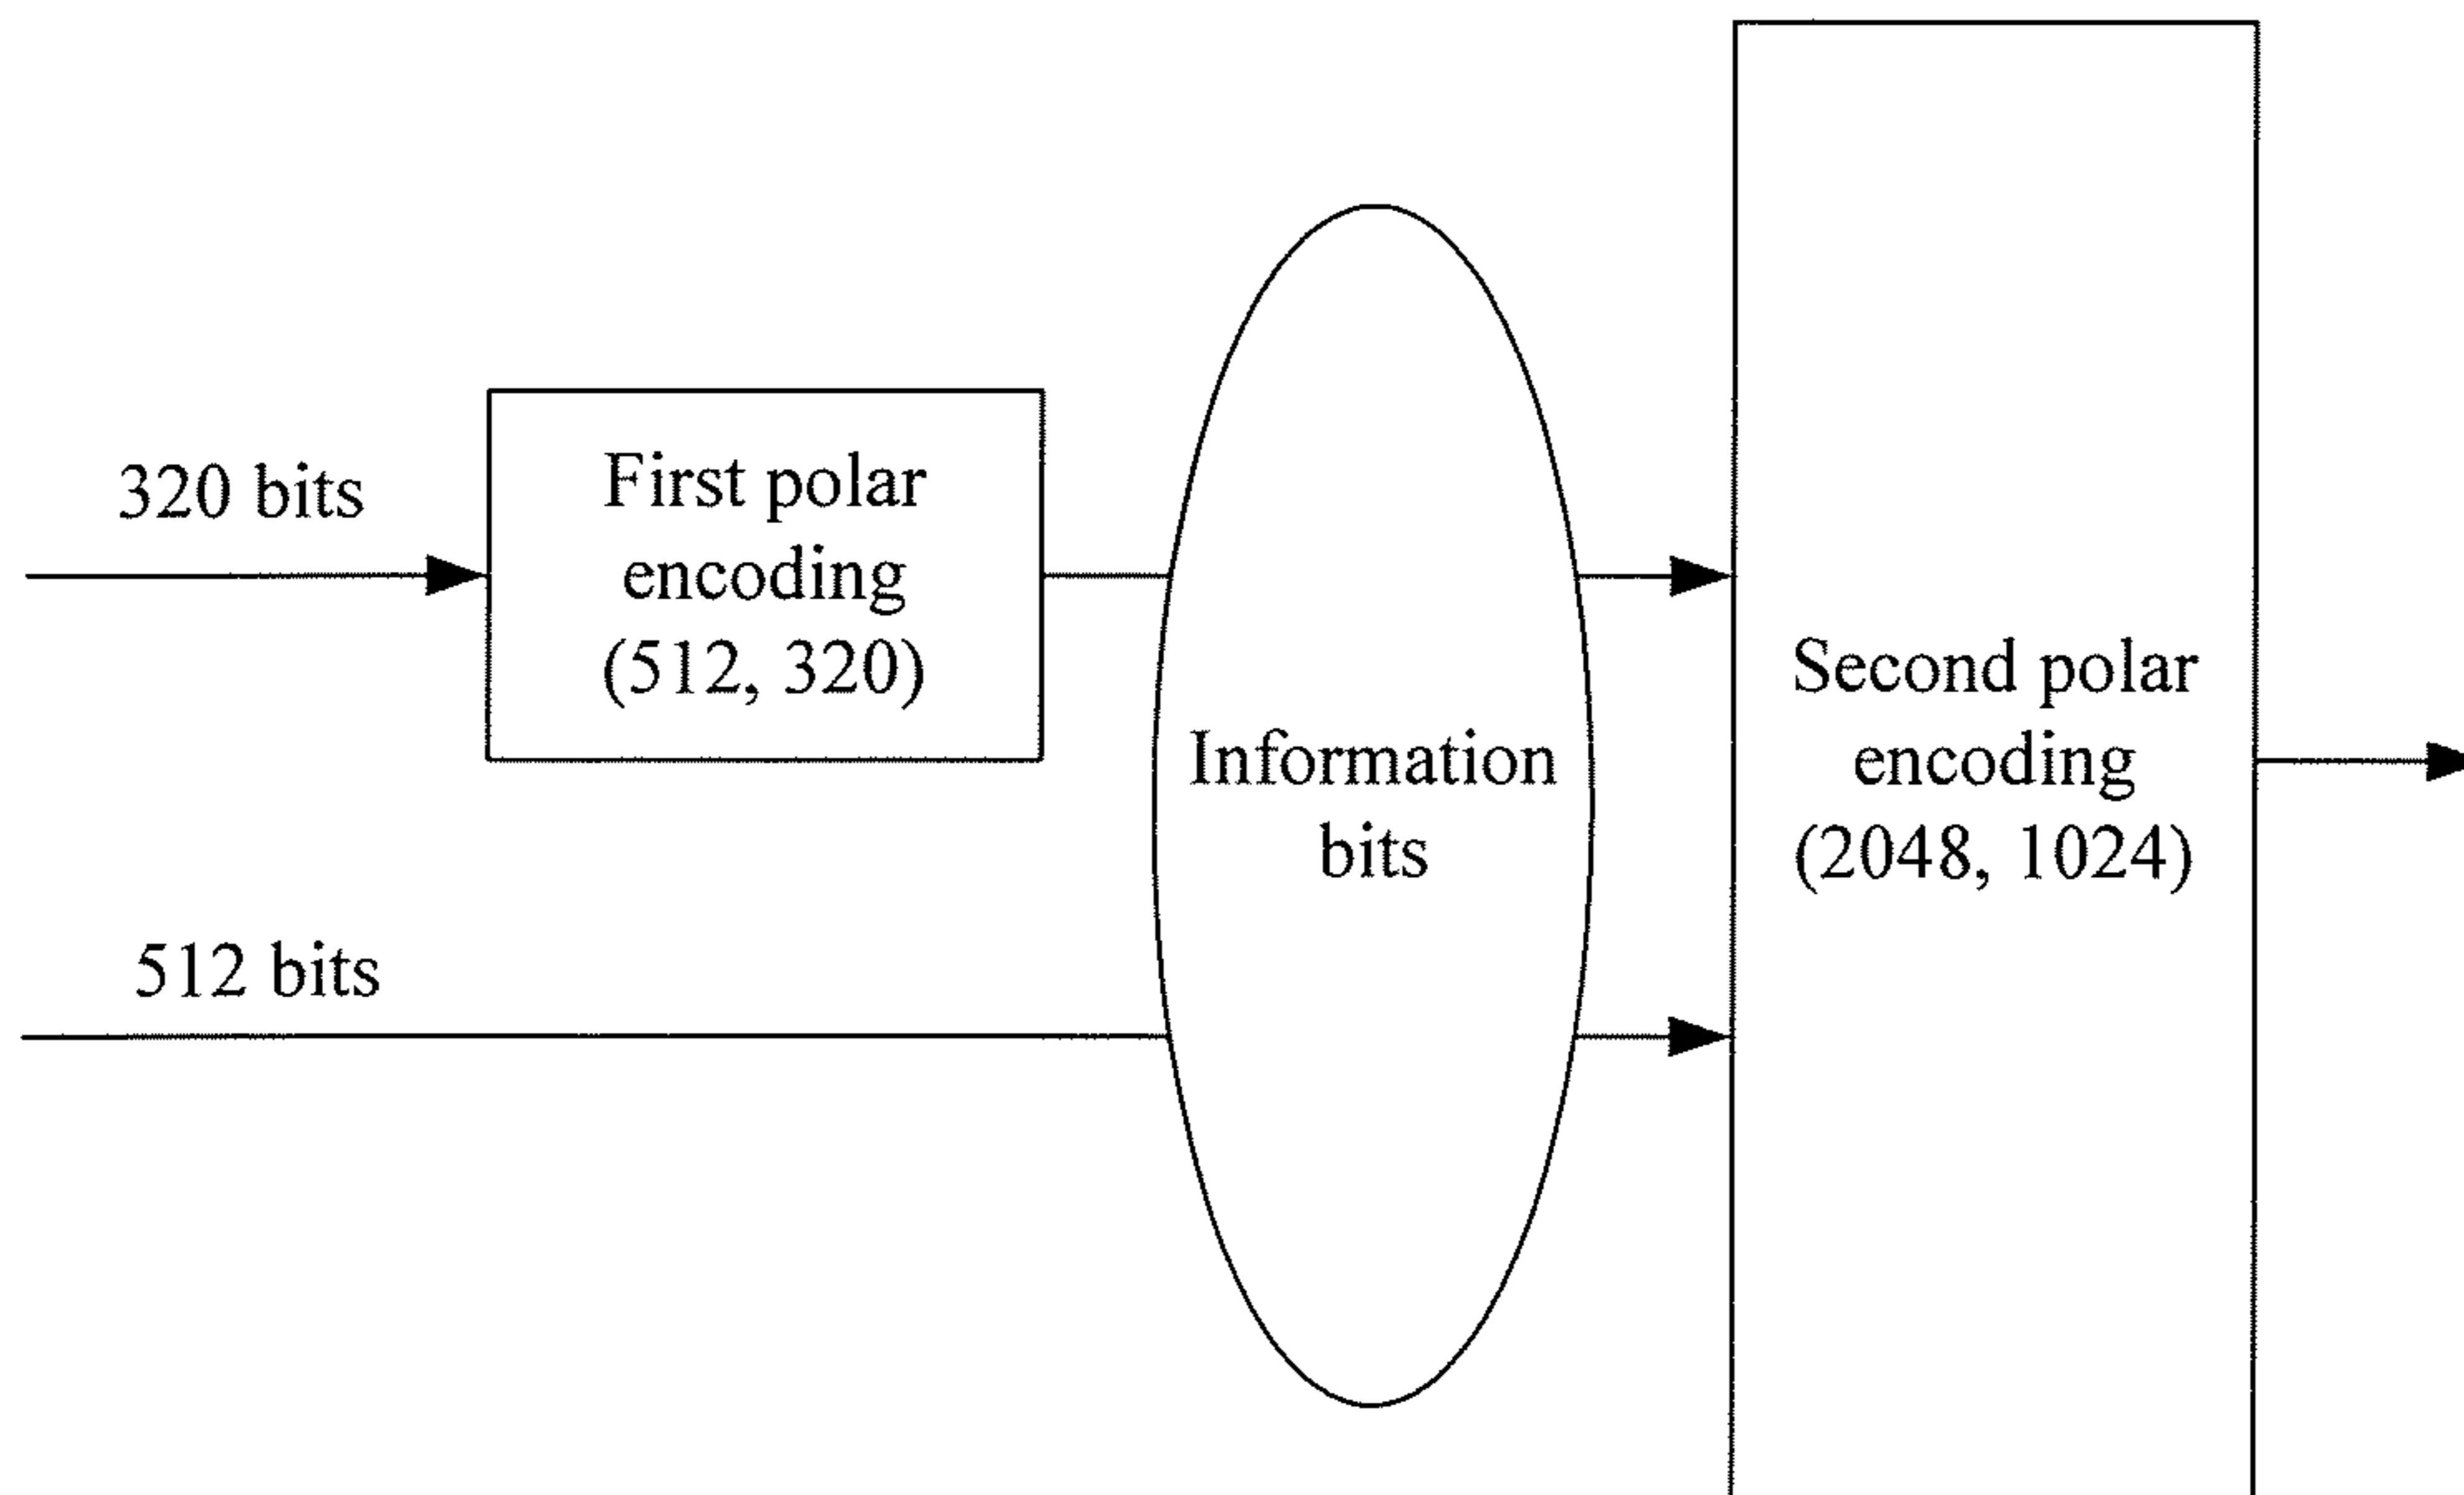 320 bits
First polar
encoding
(512, 320)
512 bits
Information
bits
Second polar
encoding
(2048, 1024)